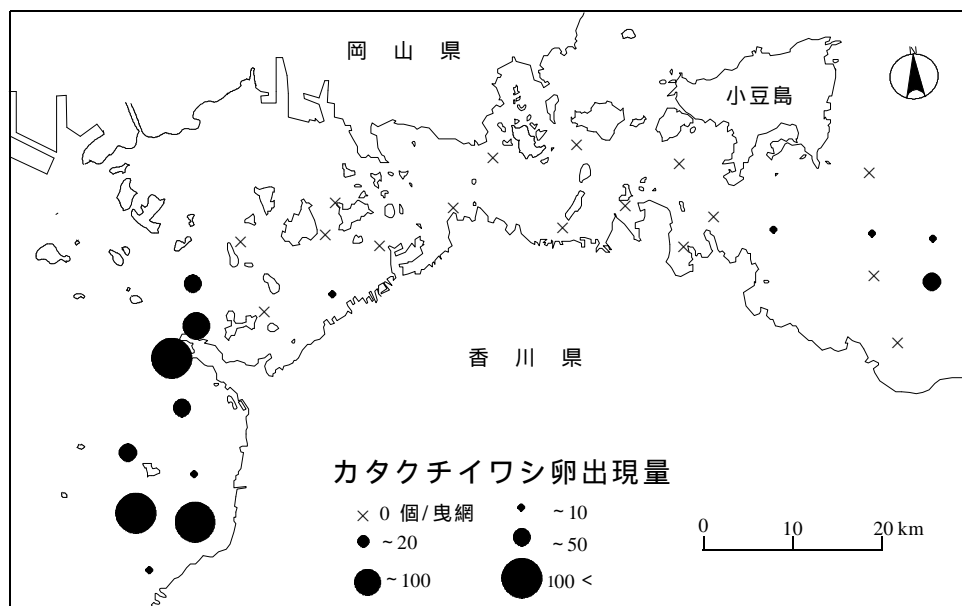 岡 山 県
N
小豆島
香 川 県
カタクチイワシ卵出現量
× 0 個/曳網
~10
~20
~50
~100
100 <
0 10 20 km